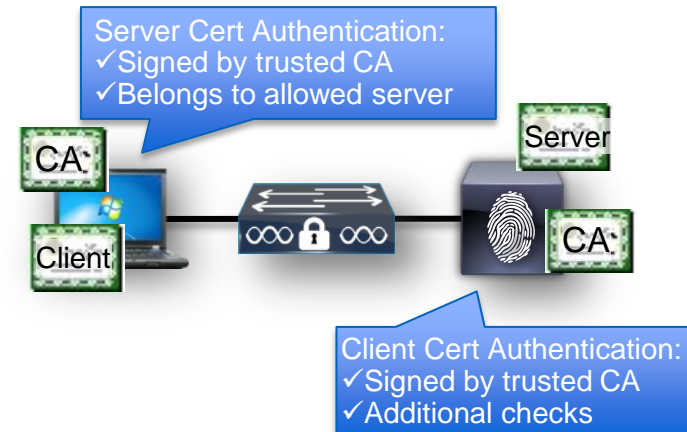 Server Cert Authentication:
✓Signed by trusted CA
✓Belongs to allowed server
CA
Server
Client
CA
Client Cert Authentication:
✓Signed by trusted CA
✓Additional checks